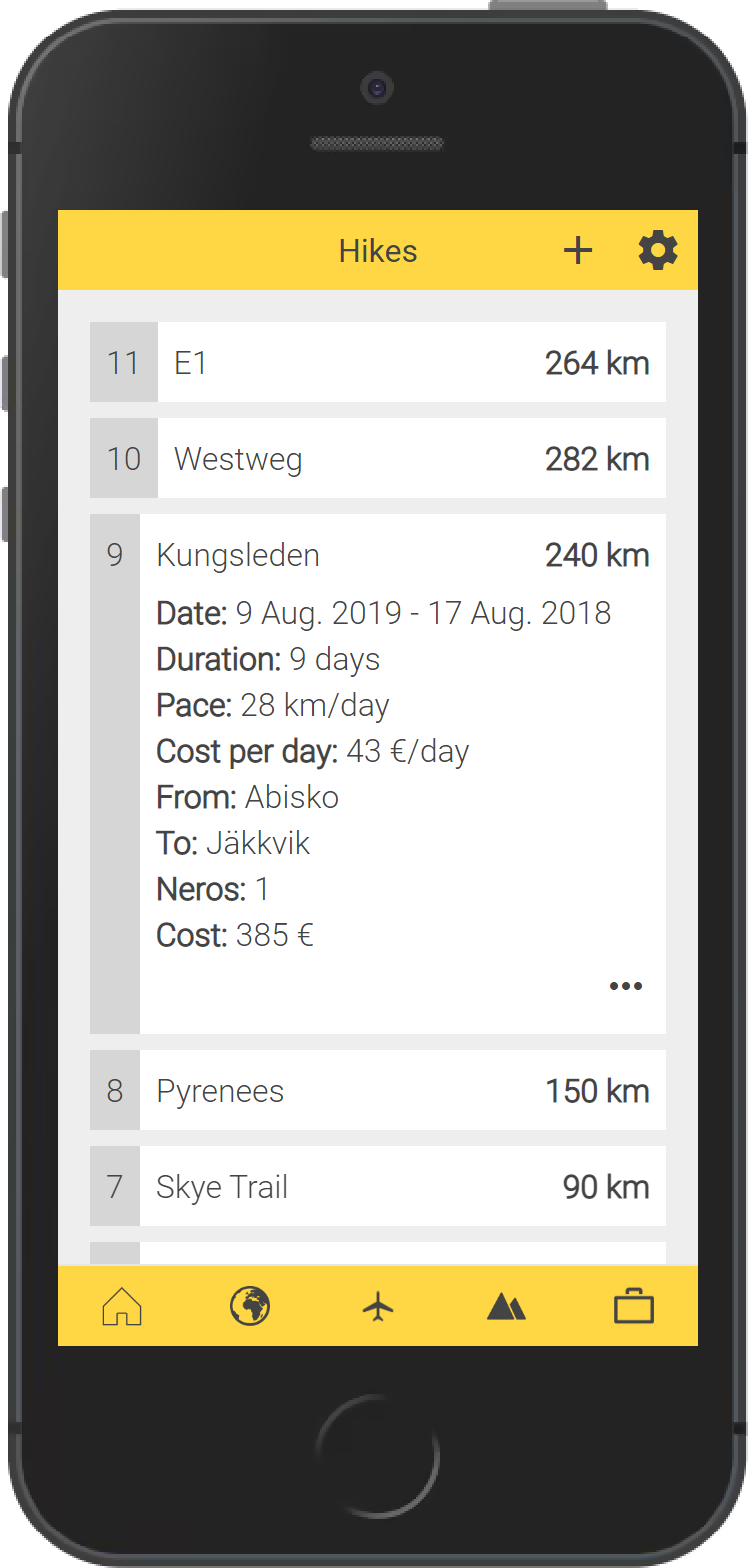 Hikes
11 E1 264 km
10 Westweg 282 km
9 Kungsleden 240 km
Date: 9 Aug. 2019 - 17 Aug. 2018
Duration: 9 days
Pace: 28 km/day
Cost per day: 43 €/day
From: Abisko
To: Jäkkvik
Neros: 1
Cost: 385 €
8 Pyrenees 150 km
7 Skye Trail 90 km